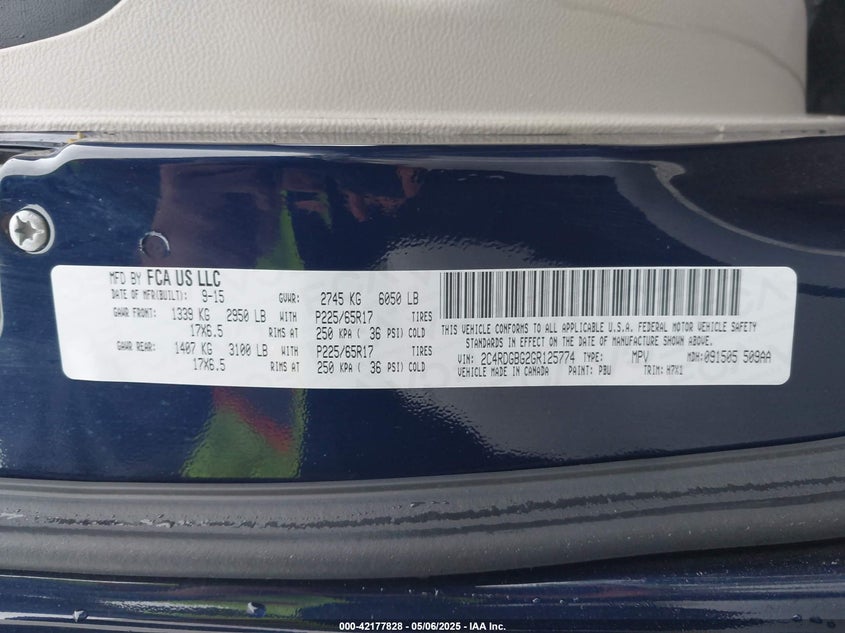 MFD BY FCA US LLC
DATE OF MFR(BUILT): 9-15 GVWR: 2745 KG 6050 LB
GAWR FRONT: 1339 KG 2950 LB WITH P225/65R17 TIRES
17X6.5 RIMS AT 250 KPA ( 36 PSI) COLD
GAWR REAR: 1407 KG 3100 LB WITH P225/65R17 TIRES
17X6.5 RIMS AT 250 KPA ( 36 PSI) COLD
THIS VEHICLE CONFORMS TO ALL APPLICABLE U.S.A. FEDERAL MOTOR VEHICLE SAFETY
STANDARDS IN EFFECT ON THE DATE OF MANUFACTURE SHOWN ABOVE.
VIN: 2C4RDGBG2GR125774 TYPE: MPV MDH: 091505 509AA
VEHICLE MADE IN CANADA PAINT: PBU TRIM: H7X1
000-42177828 - 05/06/2025 - IAA Inc.